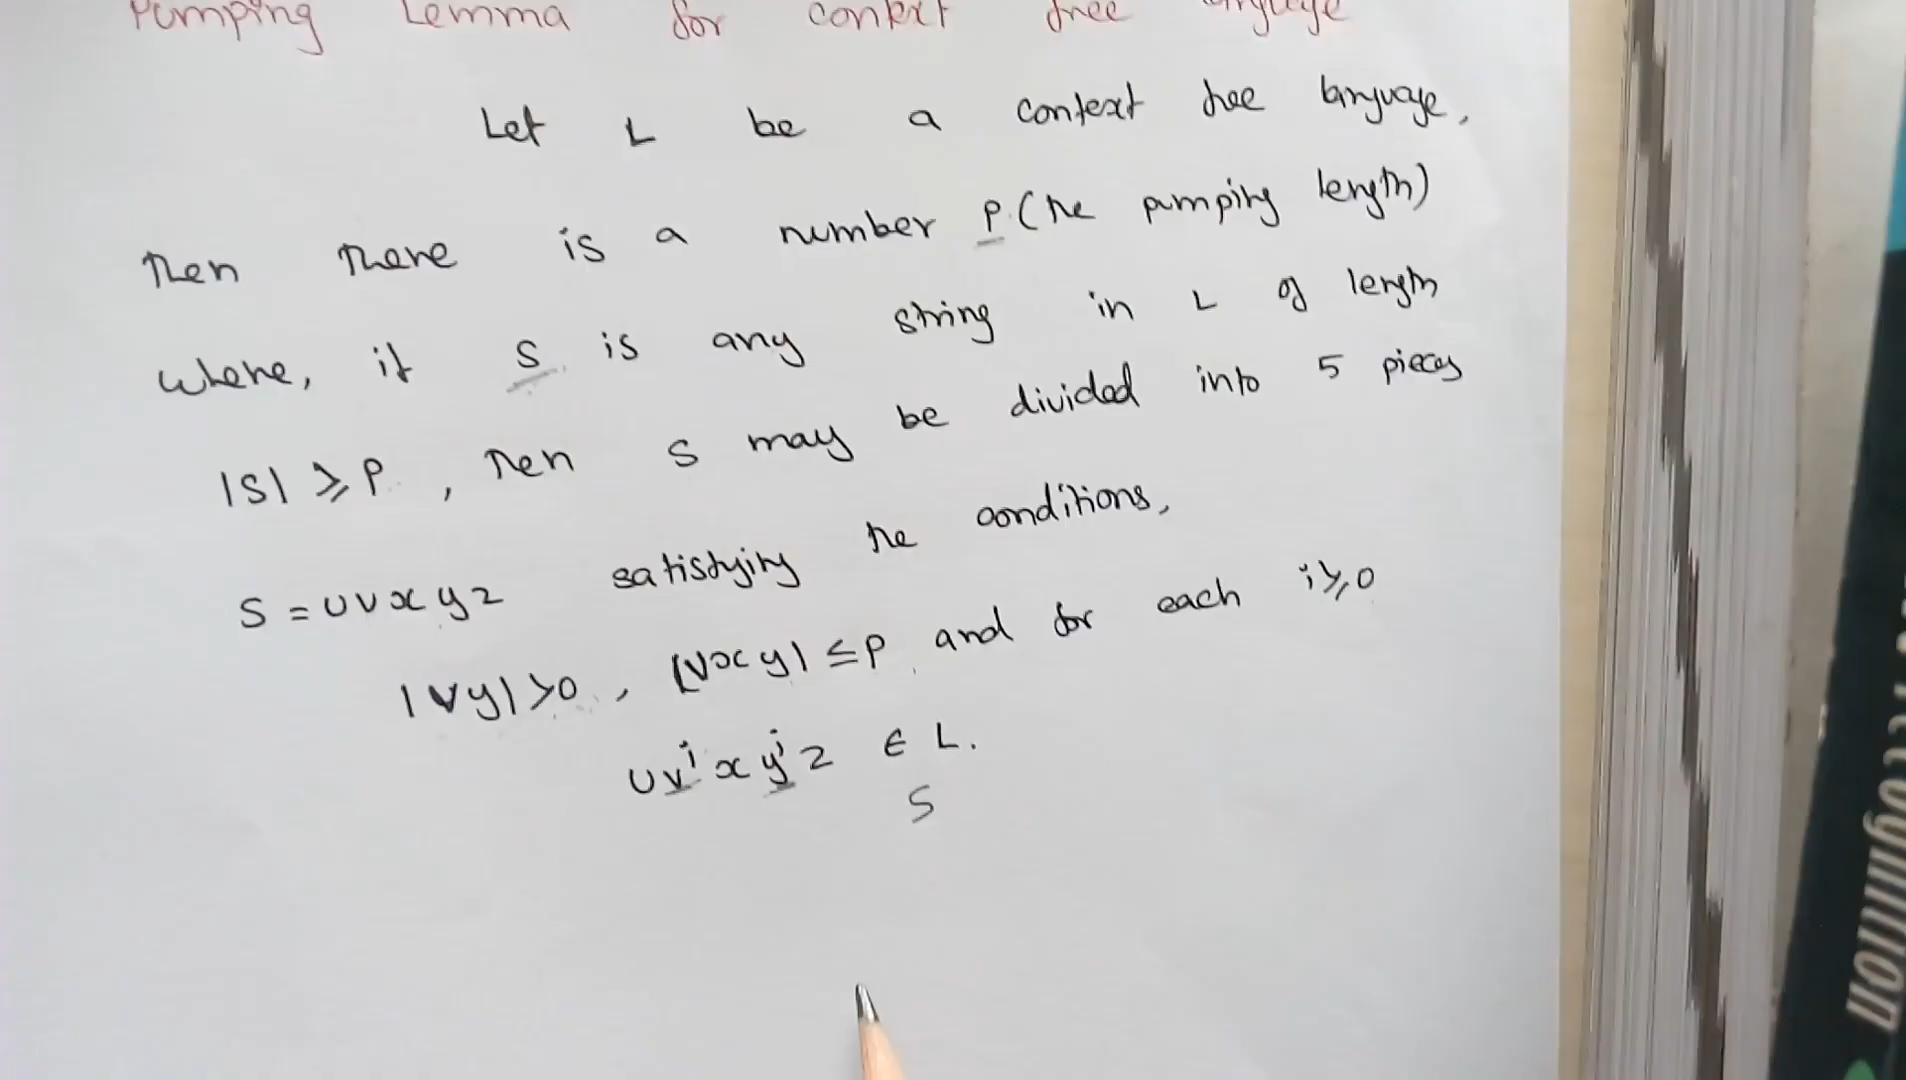 Pumping Lemma for context free language
Let L be a context free language,
Then there is a number P (the pumping length)
where, if S is any string in L of length
|S| ≥ P, then S may be divided into 5 pieces
S = uvxyz satisfying the conditions,
|vy| > 0, |vxy| ≤ P and for each i ≥ 0
uvⁱxyⁱz ∈ L.
S